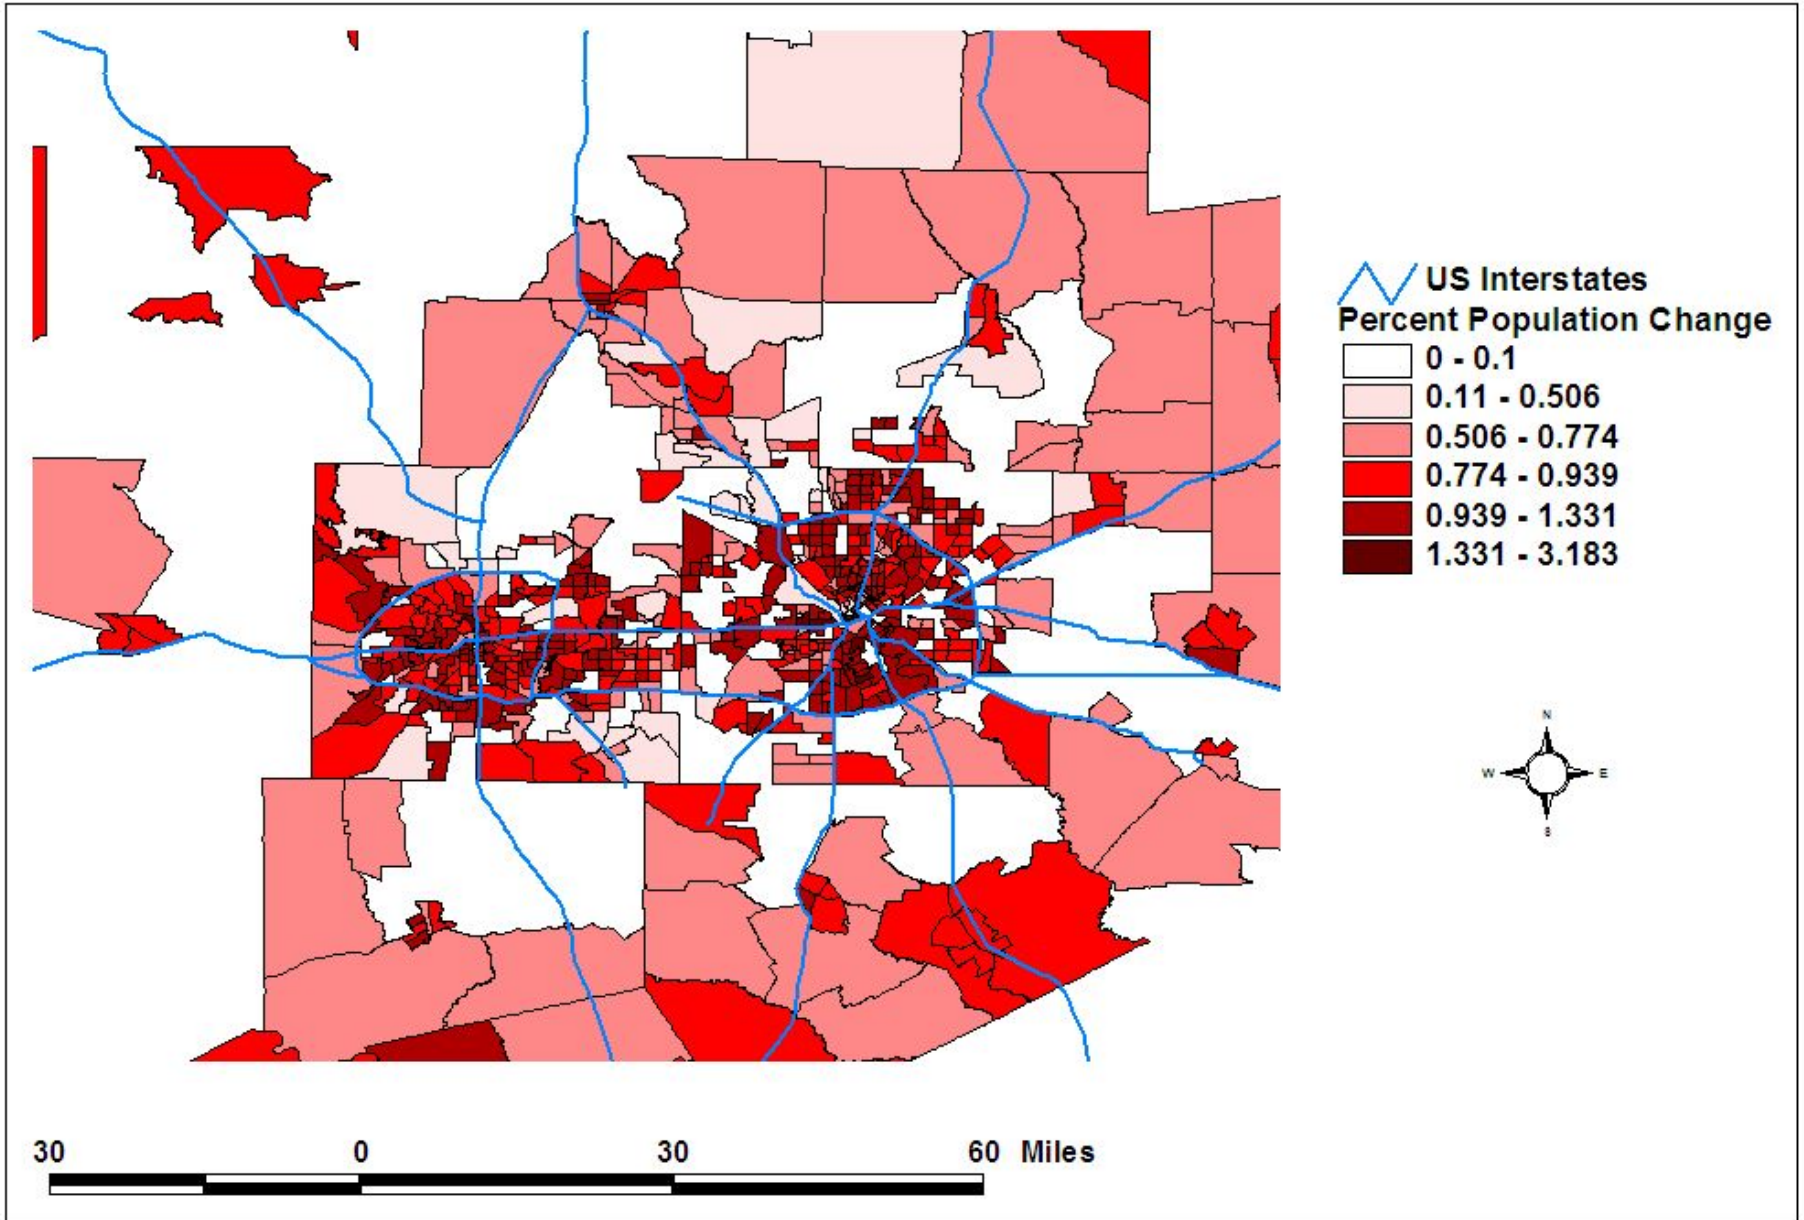 US Interstates
Percent Population Change
0 - 0.1
0.11 - 0.506
0.506 - 0.774
0.774 - 0.939
0.939 - 1.331
1.331 - 3.183
N
W E
S
30 0 30 60 Miles